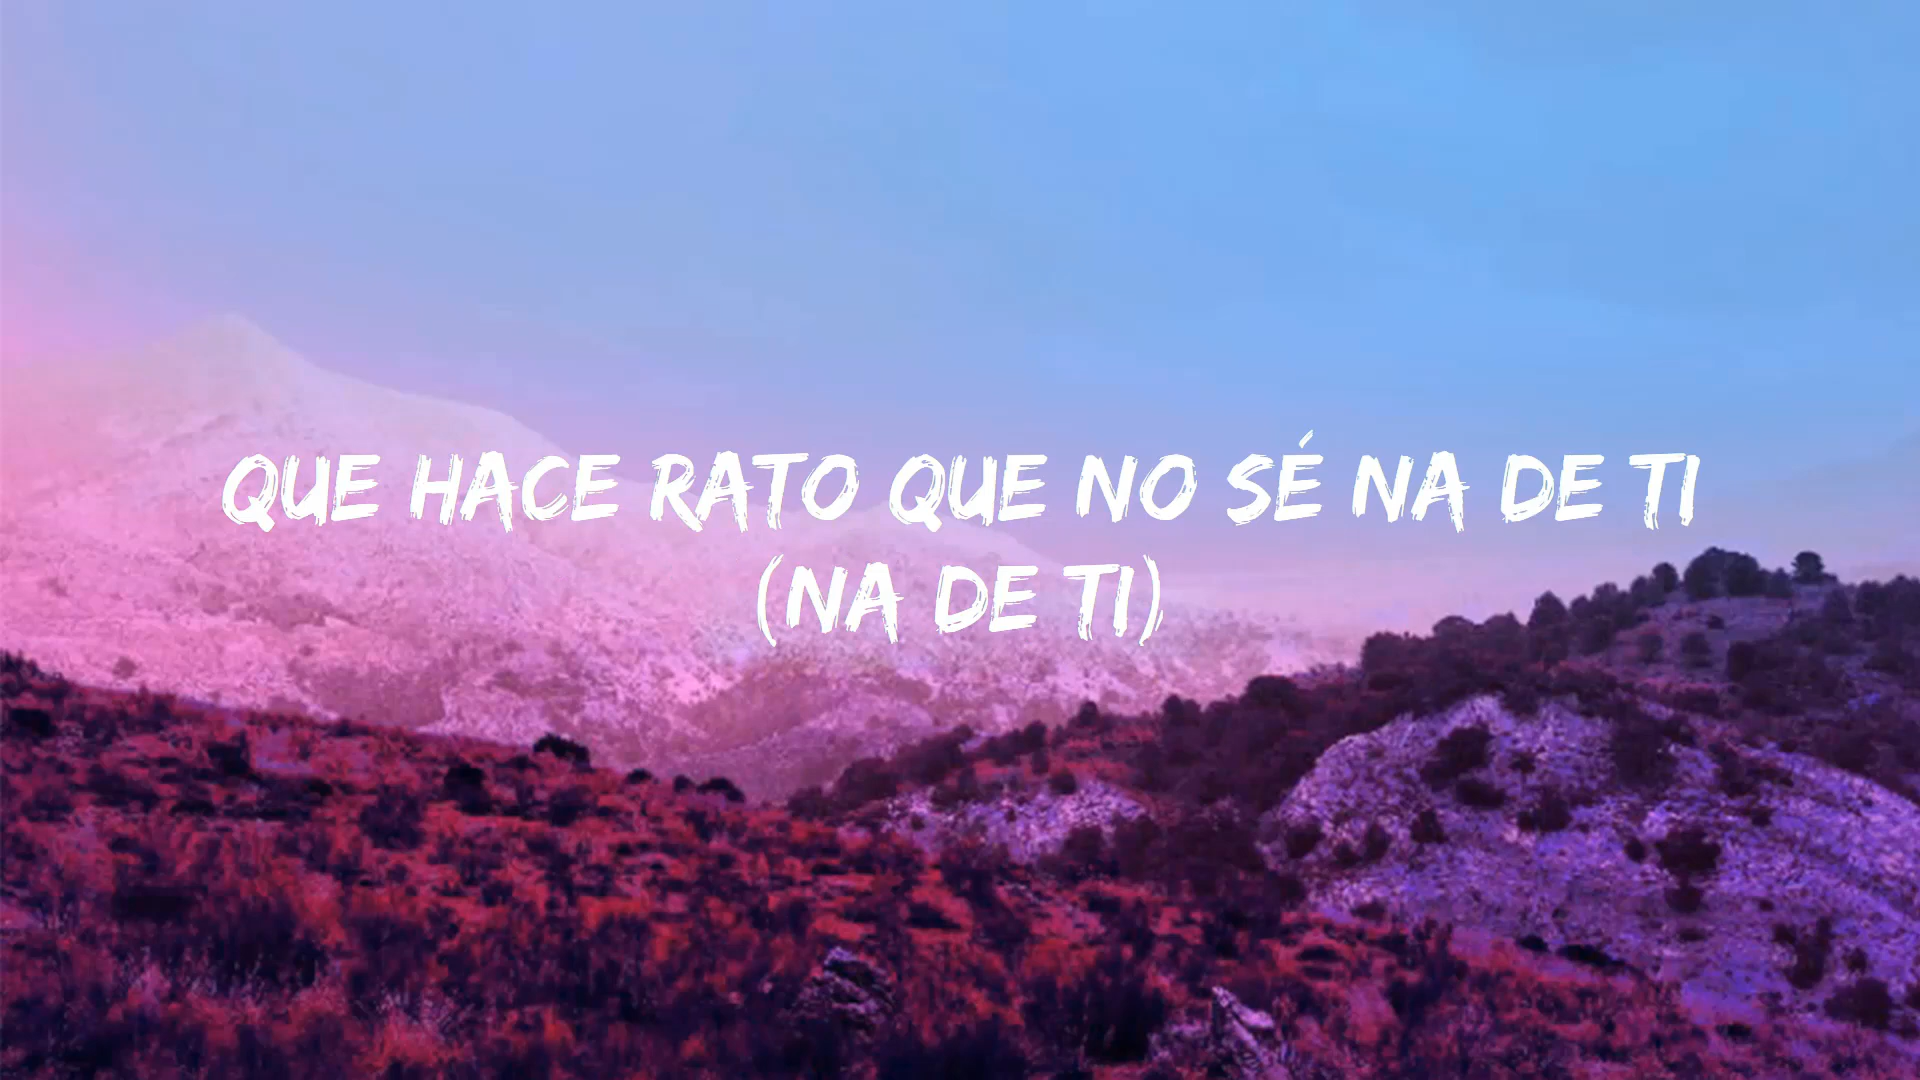 QUE HACE RATO QUE NO SÉ NA DE TI
(NA DE TI)